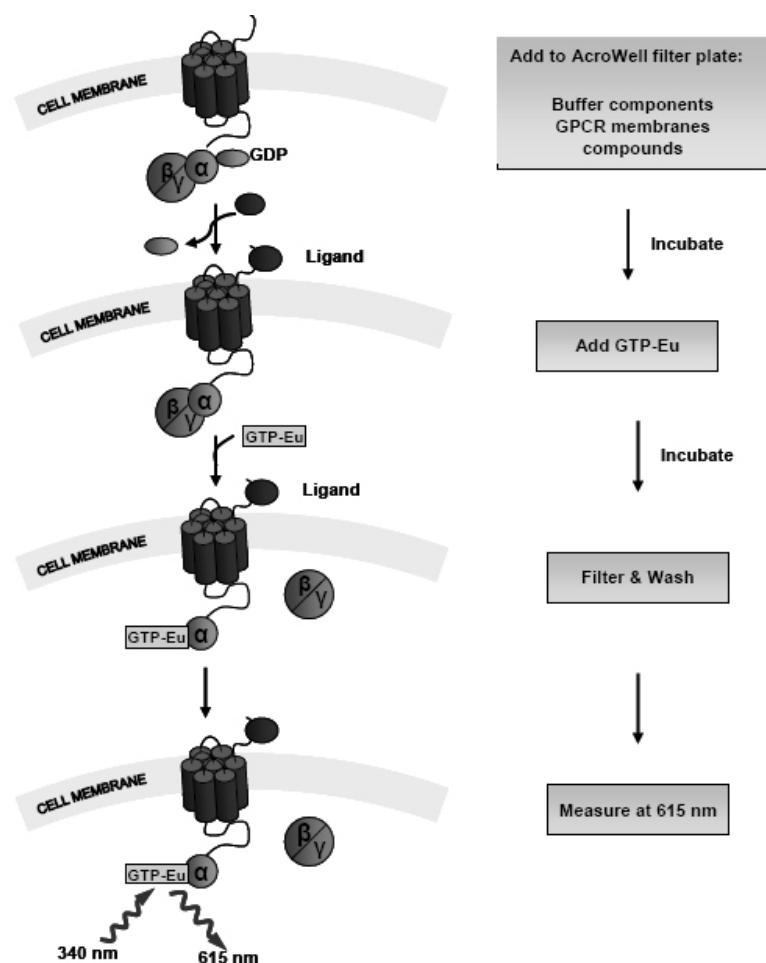 CELL MEMBRANE
β
γ
α
GDP
Ligand
CELL MEMBRANE
β
γ
α
GTP-Eu
Ligand
CELL MEMBRANE
β
γ
GTP-Eu
α
CELL MEMBRANE
β
γ
GTP-Eu
α
340 nm
615 nm
Add to AcroWell filter plate:
Buffer components
GPCR membranes
compounds
Incubate
Add GTP-Eu
Incubate
Filter & Wash
Measure at 615 nm